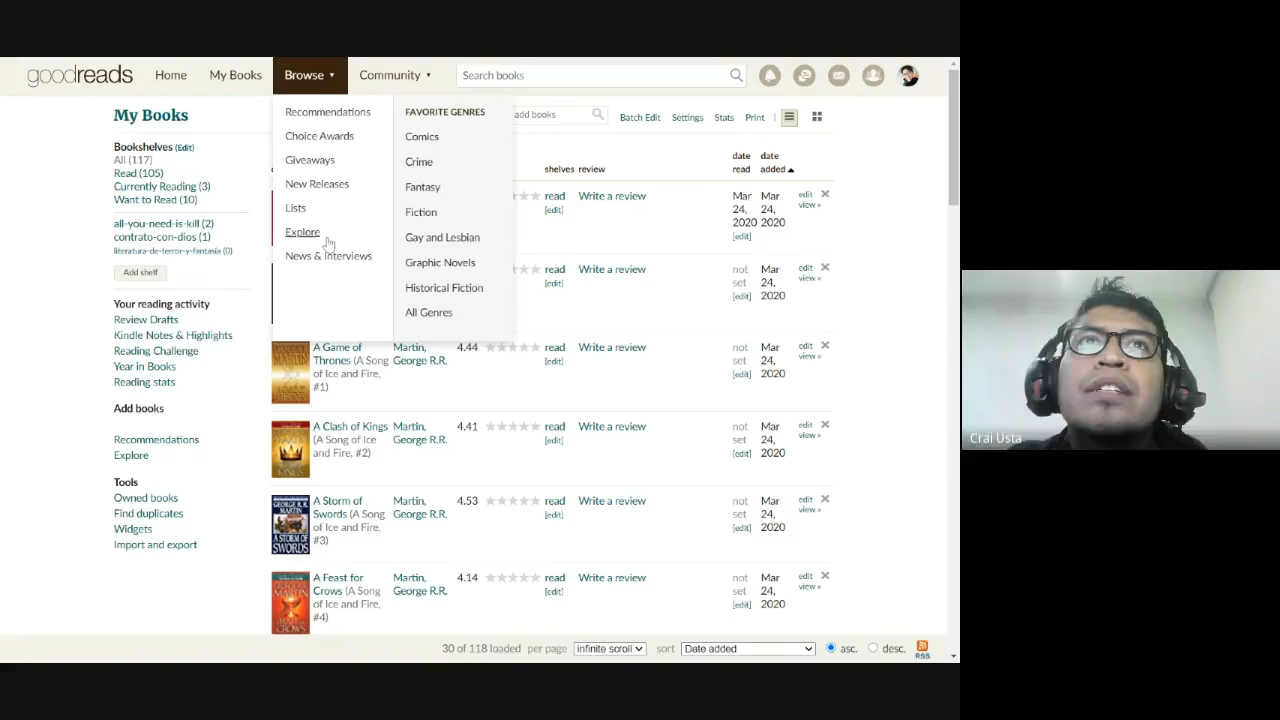 goodreads Home My Books Browse ▾ Community ▾ Search books
My Books
add books Batch Edit Settings Stats Print
Recommendations
Choice Awards
Giveaways
New Releases
Lists
Explore
News & Interviews
FAVORITE GENRES
Comics
Crime
Fantasy
Fiction
Gay and Lesbian
Graphic Novels
Historical Fiction
All Genres
Bookshelves (Edit)
All (117)
Read (105)
Currently Reading (3)
Want to Read (10)
all-you-need-is-kill (2)
contrato-con-dios (1)
literatura-de-terror-y-fantasia (0)
Add shelf
Your reading activity
Review Drafts
Kindle Notes & Highlights
Reading Challenge
Year in Books
Reading stats
Add books
Recommendations
Explore
Tools
Owned books
Find duplicates
Widgets
Import and export
shelves review date read date added
read [edit] Write a review Mar 24, 2020 [edit] Mar 24, 2020 edit view »
read [edit] Write a review not set [edit] Mar 24, 2020 edit view »
A Game of Thrones (A Song of Ice and Fire, #1) Martin, George R.R. 4.44 read [edit] Write a review not set [edit] Mar 24, 2020 edit view »
A Clash of Kings (A Song of Ice and Fire, #2) Martin, George R.R. 4.41 read [edit] Write a review not set [edit] Mar 24, 2020 edit view »
A Storm of Swords (A Song of Ice and Fire, #3) Martin, George R.R. 4.53 read [edit] Write a review not set [edit] Mar 24, 2020 edit view »
A Feast for Crows (A Song of Ice and Fire, #4) Martin, George R.R. 4.14 read [edit] Write a review not set [edit] Mar 24, 2020 edit view »
30 of 118 loaded per page infinite scroll sort Date added asc. desc. RSS
Crai Usta